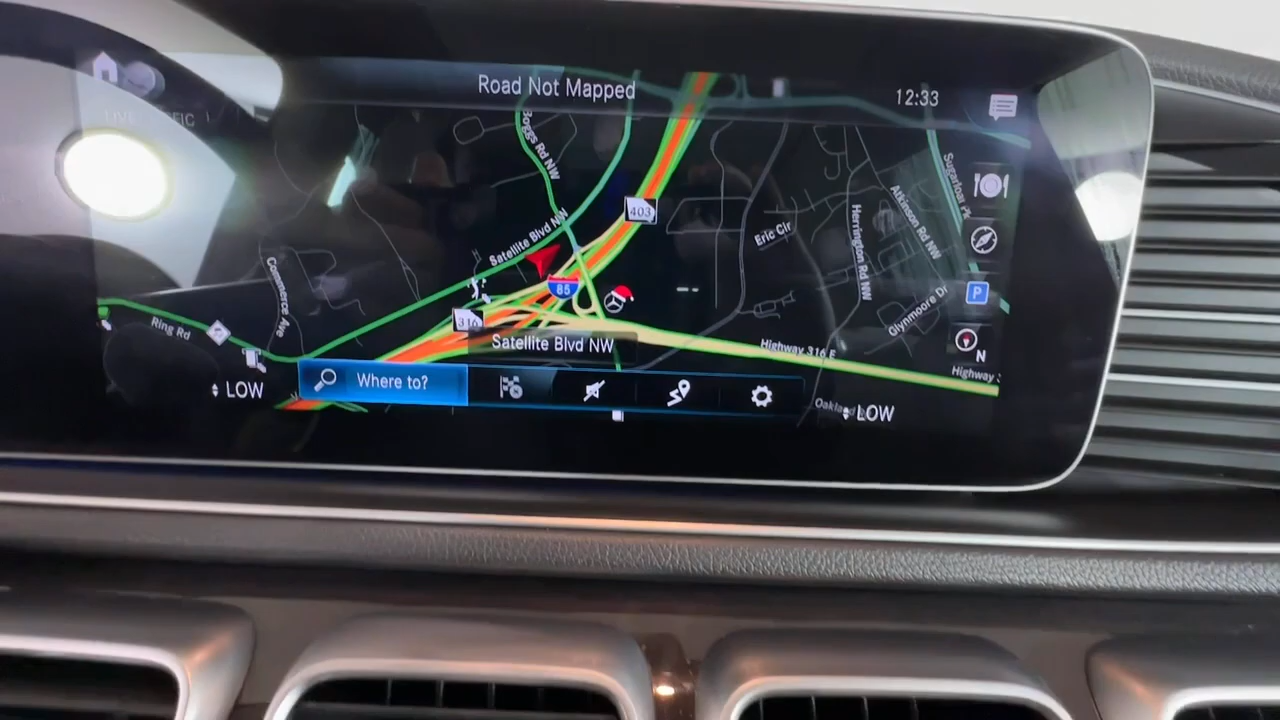 Road Not Mapped
12:33
LIVE
Boggs Rd NW
Sugarloaf Pk
403
Atkinson Rd NW
Satellite Blvd NW
Eric Cir
Herrington Rd NW
Commerce Ave
85
P
Glynmoore Dr
316
Ring Rd
Satellite Blvd NW
Highway 316 E
N
Highway
Where to?
LOW
Oakland
LOW